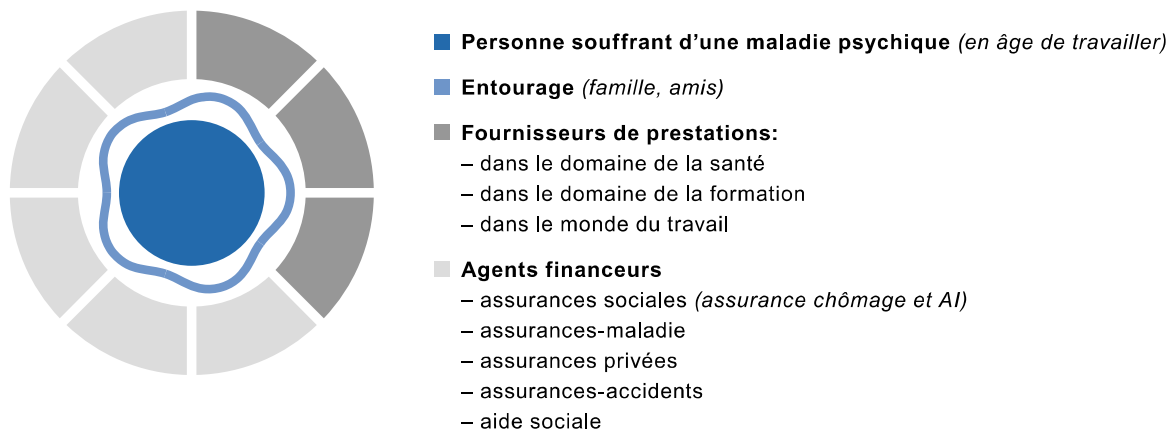 Personne souffrant d’une maladie psychique (en âge de travailler)
Entourage (famille, amis)
Fournisseurs de prestations:
– dans le domaine de la santé
– dans le domaine de la formation
– dans le monde du travail
Agents financeurs
– assurances sociales (assurance chômage et AI)
– assurances-maladie
– assurances privées
– assurances-accidents
– aide sociale